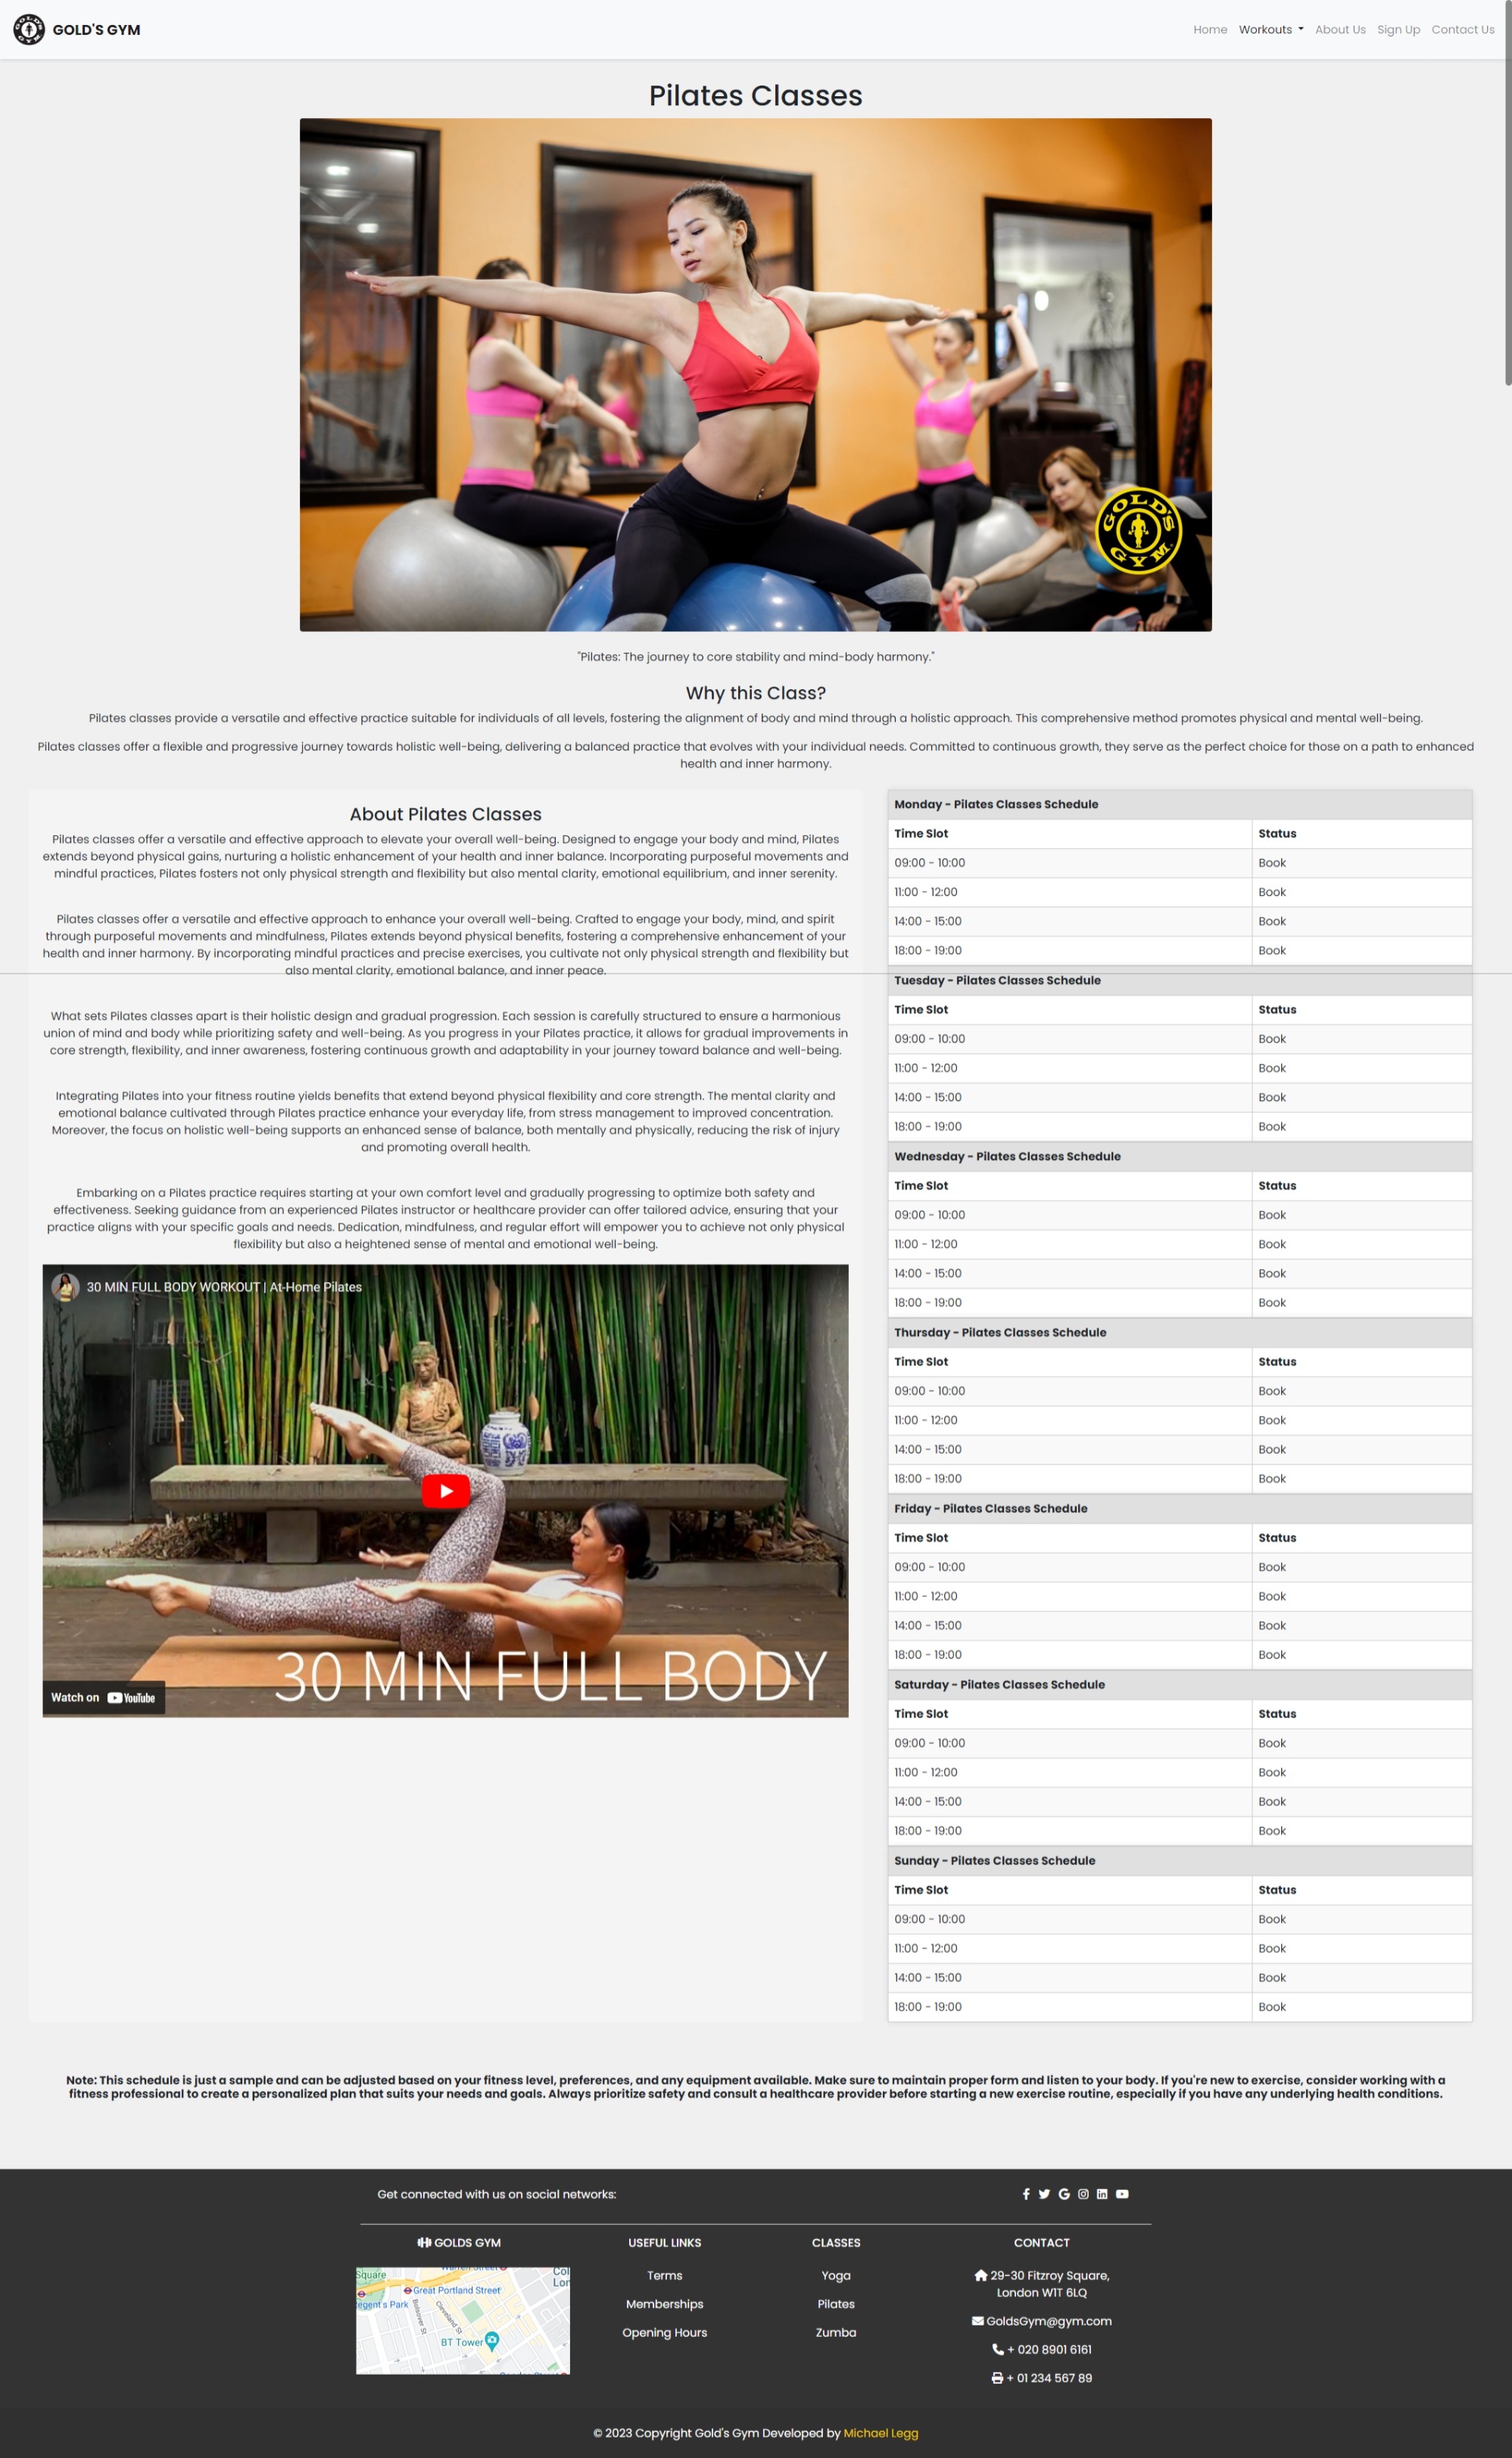 GOLD'S GYM
Home Workouts About Us Sign Up Contact Us
Pilates Classes
GOLD'S GYM
"Pilates: The journey to core stability and mind-body harmony."
Why this Class?
Pilates classes provide a versatile and effective practice suitable for individuals of all levels, fostering the alignment of body and mind through a holistic approach. This comprehensive method promotes physical and mental well-being.
Pilates classes offer a flexible and progressive journey towards holistic well-being, delivering a balanced practice that evolves with your individual needs. Committed to continuous growth, they serve as the perfect choice for those on a path to enhanced
health and inner harmony.
About Pilates Classes
Pilates classes offer a versatile and effective approach to elevate your overall well-being. Designed to engage your body and mind, Pilates
extends beyond physical gains, nurturing a holistic enhancement of your health and inner balance. Incorporating purposeful movements and
mindful practices, Pilates fosters not only physical strength and flexibility but also mental clarity, emotional equilibrium, and inner serenity.
Pilates classes offer a versatile and effective approach to enhance your overall well-being. Crafted to engage your body, mind, and spirit
through purposeful movements and mindfulness, Pilates extends beyond physical benefits, fostering a comprehensive enhancement of your
health and inner harmony. By incorporating mindful practices and precise exercises, you cultivate not only physical strength and flexibility but
also mental clarity, emotional balance, and inner peace.
What sets Pilates classes apart is their holistic design and gradual progression. Each session is carefully structured to ensure a harmonious
union of mind and body while prioritizing safety and well-being. As you progress in your Pilates practice, it allows for gradual improvements in
core strength, flexibility, and inner awareness, fostering continuous growth and adaptability in your journey toward balance and well-being.
Integrating Pilates into your fitness routine yields benefits that extend beyond physical flexibility and core strength. The mental clarity and
emotional balance cultivated through Pilates practice enhance your everyday life, from stress management to improved concentration.
Moreover, the focus on holistic well-being supports an enhanced sense of balance, both mentally and physically, reducing the risk of injury
and promoting overall health.
Embarking on a Pilates practice requires starting at your own comfort level and gradually progressing to optimize both safety and
effectiveness. Seeking guidance from an experienced Pilates instructor or healthcare provider can offer tailored advice, ensuring that your
practice aligns with your specific goals and needs. Dedication, mindfulness, and regular effort will empower you to achieve not only physical
flexibility but also a heightened sense of mental and emotional well-being.
30 MIN FULL BODY WORKOUT | At-Home Pilates
30 MIN FULL BODY
Watch on YouTube
Monday - Pilates Classes Schedule
Time Slot Status
09:00 - 10:00 Book
11:00 - 12:00 Book
14:00 - 15:00 Book
18:00 - 19:00 Book
Tuesday - Pilates Classes Schedule
Time Slot Status
09:00 - 10:00 Book
11:00 - 12:00 Book
14:00 - 15:00 Book
18:00 - 19:00 Book
Wednesday - Pilates Classes Schedule
Time Slot Status
09:00 - 10:00 Book
11:00 - 12:00 Book
14:00 - 15:00 Book
18:00 - 19:00 Book
Thursday - Pilates Classes Schedule
Time Slot Status
09:00 - 10:00 Book
11:00 - 12:00 Book
14:00 - 15:00 Book
18:00 - 19:00 Book
Friday - Pilates Classes Schedule
Time Slot Status
09:00 - 10:00 Book
11:00 - 12:00 Book
14:00 - 15:00 Book
18:00 - 19:00 Book
Saturday - Pilates Classes Schedule
Time Slot Status
09:00 - 10:00 Book
11:00 - 12:00 Book
14:00 - 15:00 Book
18:00 - 19:00 Book
Sunday - Pilates Classes Schedule
Time Slot Status
09:00 - 10:00 Book
11:00 - 12:00 Book
14:00 - 15:00 Book
18:00 - 19:00 Book
Note: This schedule is just a sample and can be adjusted based on your fitness level, preferences, and any equipment available. Make sure to maintain proper form and listen to your body. If you're new to exercise, consider working with a
fitness professional to create a personalized plan that suits your needs and goals. Always prioritize safety and consult a healthcare provider before starting a new exercise routine, especially if you have any underlying health conditions.
Get connected with us on social networks:
GOLDS GYM
Square
Great Portland Street
egent's Park
Bolsover St
Cleveland St
Col
Lon
BT Tower
USEFUL LINKS
Terms
Memberships
Opening Hours
CLASSES
Yoga
Pilates
Zumba
CONTACT
29-30 Fitzroy Square,
London W1T 6LQ
GoldsGym@gym.com
+ 020 8901 6161
+ 01 234 567 89
© 2023 Copyright Gold's Gym Developed by Michael Legg